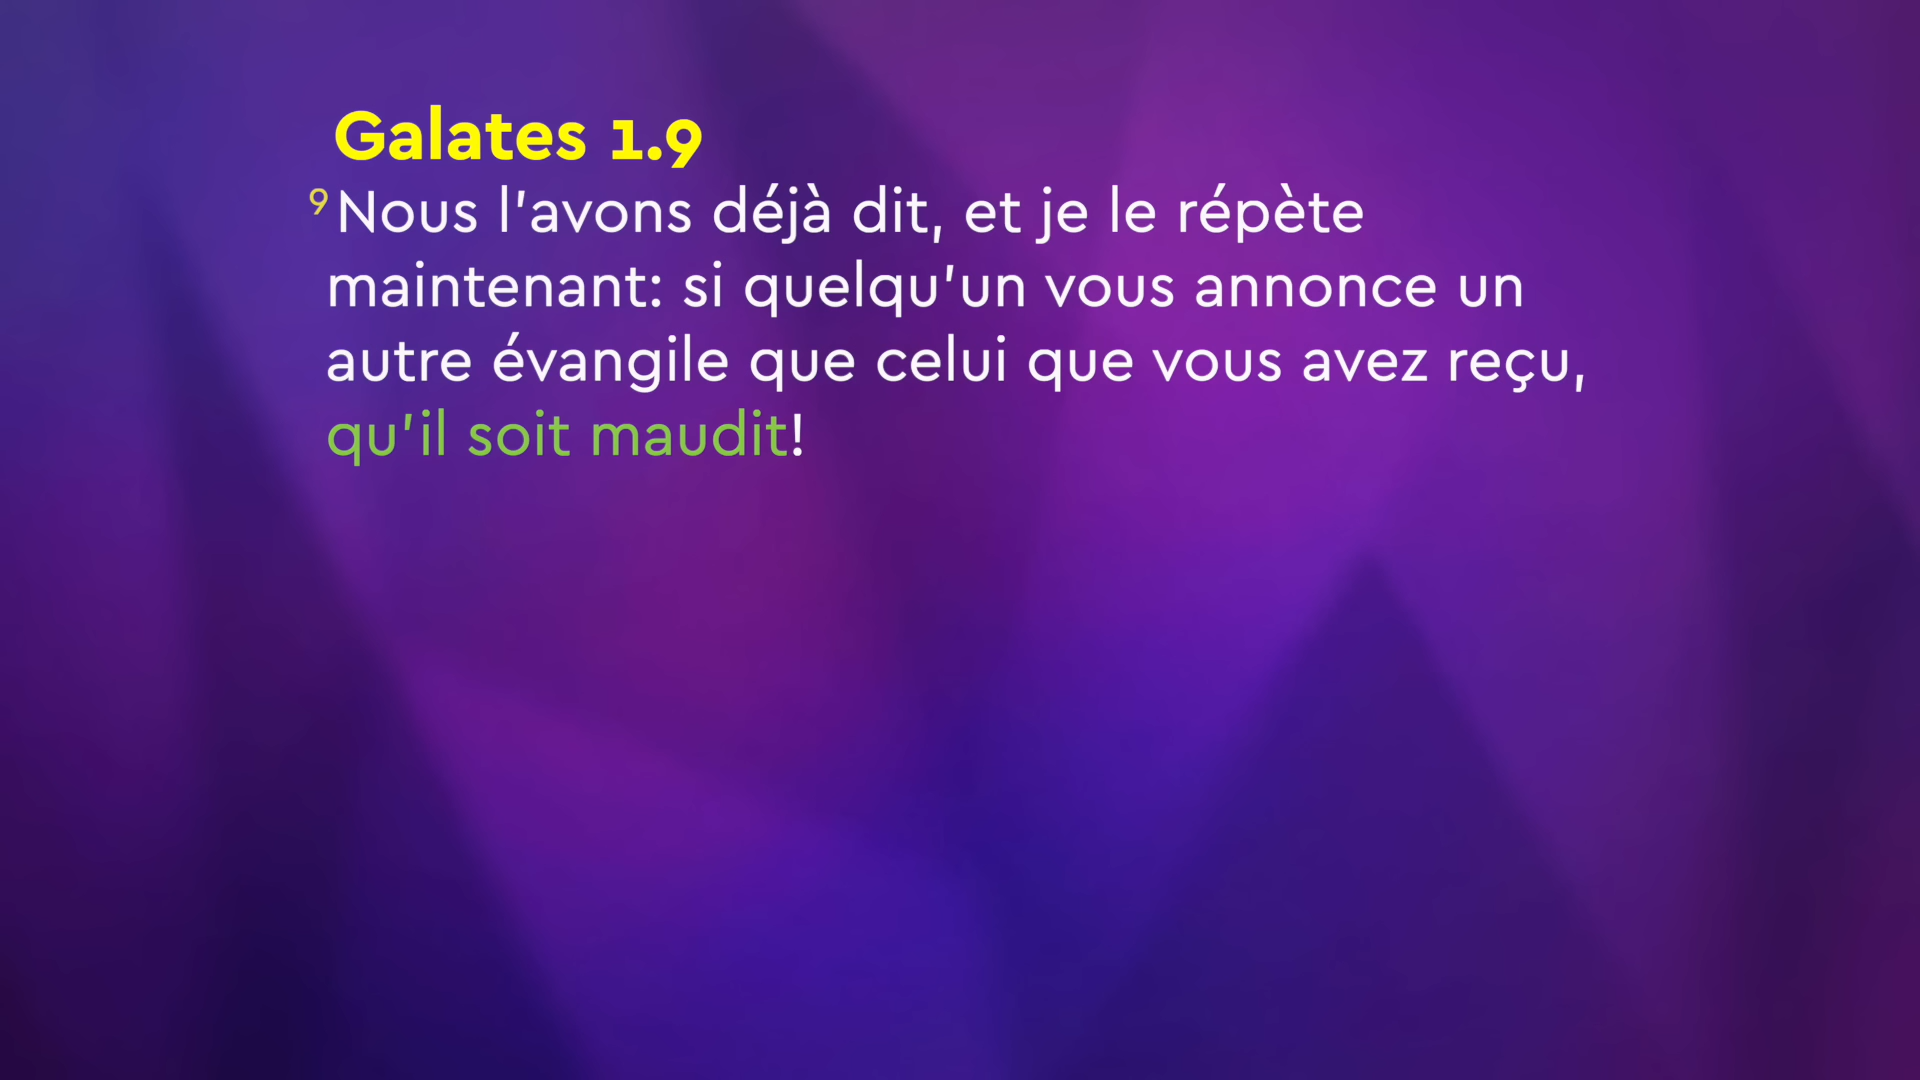 Galates 1.9
9 Nous l'avons déjà dit, et je le répète
maintenant: si quelqu'un vous annonce un
autre évangile que celui que vous avez reçu,
qu'il soit maudit!